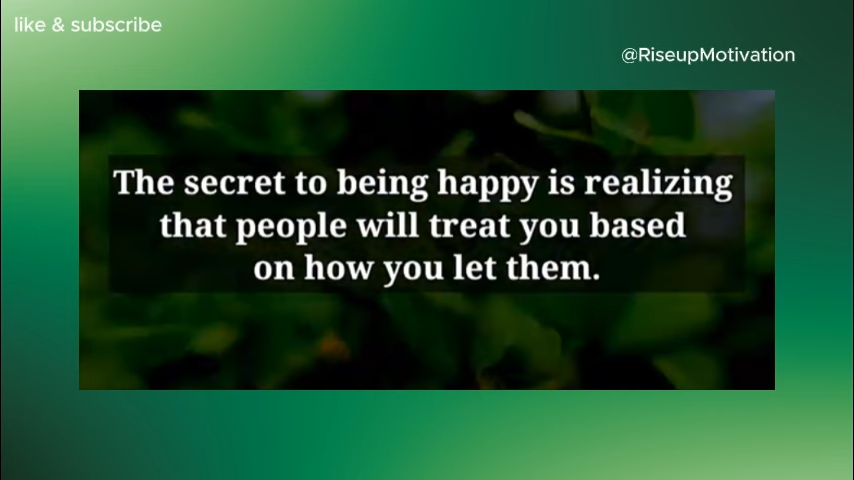 like & subscribe
@RiseupMotivation
The secret to being happy is realizing
that people will treat you based
on how you let them.